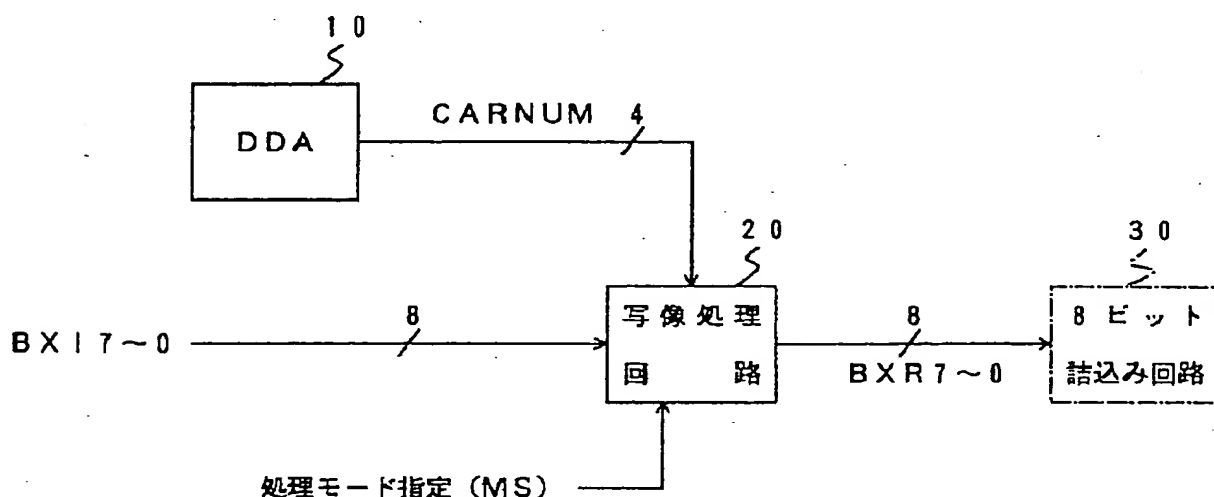 10
DDA
CARNUM 4
20
30
BXI7~0
8
写像処理
回路
8
BXR7~0
8ビット
詰込み回路
処理モード指定(MS)